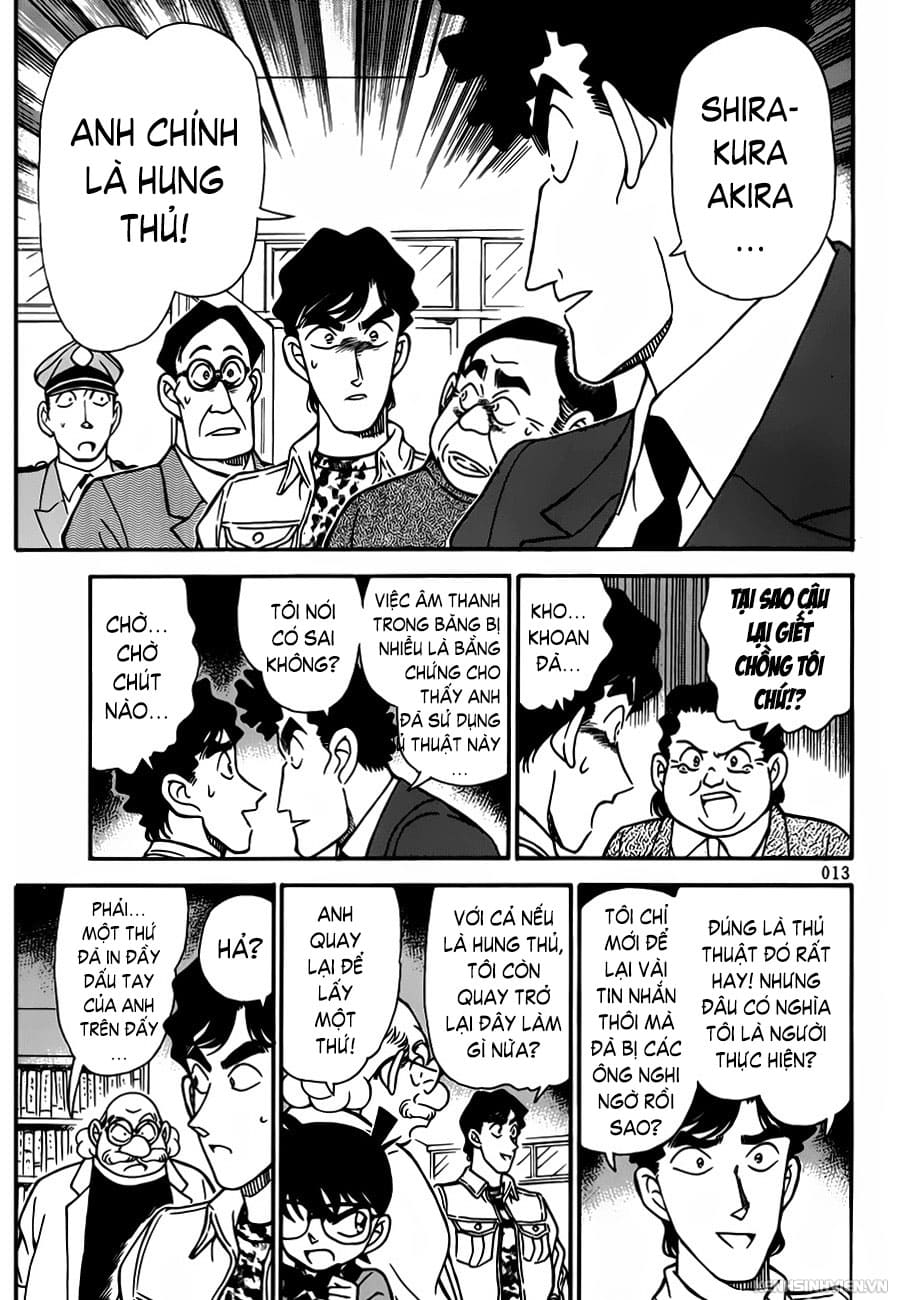 SHIRA-
KURA
AKIRA
...
ANH CHÍNH
LÀ HUNG
THỦ!
TẠI SAO CẬU
LẠI GIẾT
CHỒNG TÔI
CHỨ!?
KHO...
KHOAN
ĐÃ...
VIỆC ÂM THANH
TRONG BĂNG BỊ
NHIỄU LÀ BẰNG
CHỨNG CHO
THẤY ANH
ĐÃ SỬ DỤNG
THUẬT NÀY
...
TÔI NÓI
CÓ SAI
KHÔNG?
CHỜ...
CHỜ
CHÚT
NÀO...
013
ĐÚNG LÀ THỦ
THUẬT ĐÓ RẤT
HAY! NHƯNG
ĐÂU CÓ NGHĨA
TÔI LÀ NGƯỜI
THỰC HIỆN?
TÔI CHỈ
MỚI ĐỂ
LẠI VÀI
TIN NHẮN
THÔI MÀ
ĐÃ BỊ CÁC
ÔNG NGHI
NGỜ RỒI
SAO?
VỚI CẢ NẾU
LÀ HUNG THỦ,
TÔI CÒN
QUAY TRỞ
LẠI ĐÂY LÀM
GÌ NỮA?
ANH
QUAY
LẠI ĐỂ
LẤY
MỘT
THỨ!
HẢ?
PHẢI...
MỘT THỨ
ĐÃ IN ĐẦY
DẤU TAY
CỦA ANH
TRÊN ĐẤY
...
KENHSINHVIEN.VN